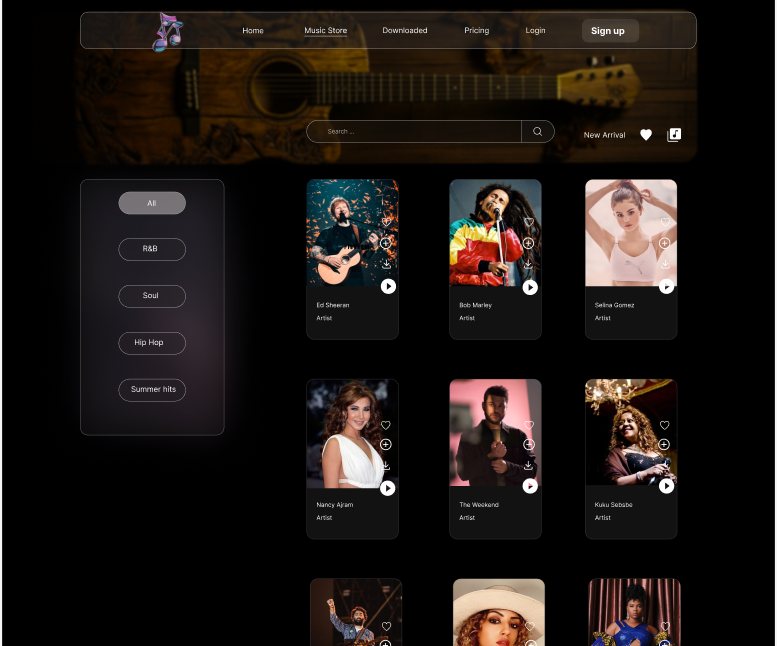 Home
Music Store
Downloaded
Pricing
Login
Sign up
Search ...
New Arrival
All
R&B
Soul
Hip Hop
Summer hits
Ed Sheeran
Artist
Bob Marley
Artist
Selina Gomez
Artist
Nancy Ajram
Artist
The Weekend
Artist
Kuku Sebsbe
Artist